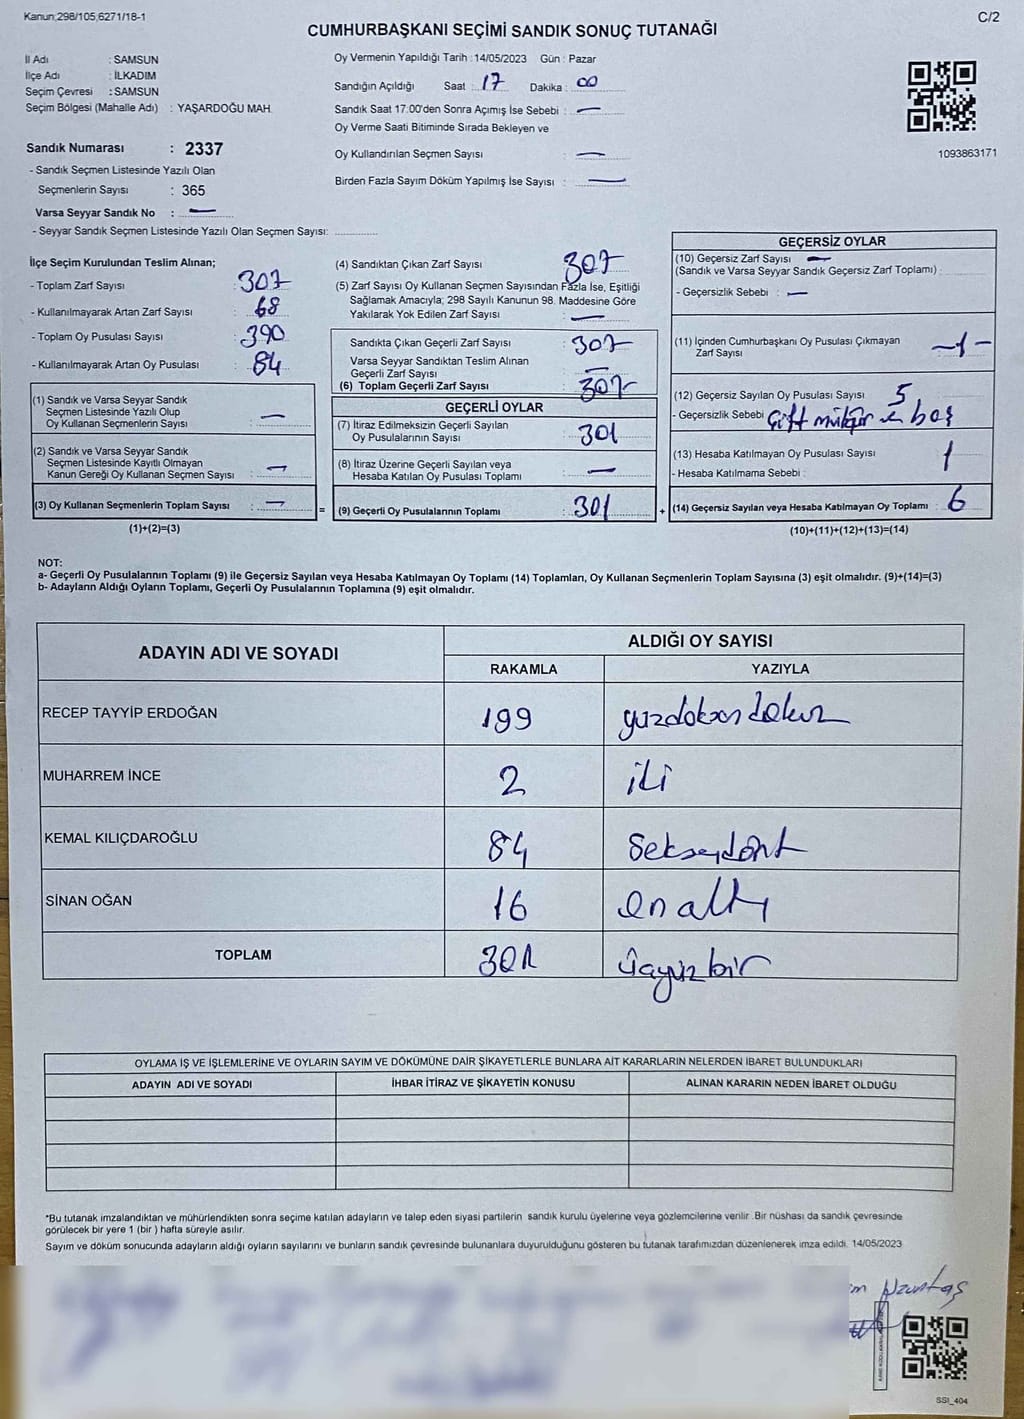 Kanun;298/105,6271/18-1
C/2
CUMHURBAŞKANI SEÇİMİ SANDIK SONUÇ TUTANAĞI
İl Adı : SAMSUN
İlçe Adı : İLKADIM
Seçim Çevresi : SAMSUN
Seçim Bölgesi (Mahalle Adı) : YAŞARDOĞU MAH.
Sandık Numarası : 2337
- Sandık Seçmen Listesinde Yazılı Olan
Seçmenlerin Sayısı : 365
Varsa Seyyar Sandık No : —
- Seyyar Sandık Seçmen Listesinde Yazılı Olan Seçmen Sayısı: ............
Oy Vermenin Yapıldığı Tarih : 14/05/2023 Gün : Pazar
Sandığın Açıldığı Saat : 17 Dakika : 00
Sandık Saat 17:00'den Sonra Açımış İse Sebebi : —
Oy Verme Saati Bitiminde Sırada Bekleyen ve
Oy Kullandırılan Seçmen Sayısı : —
Birden Fazla Sayım Döküm Yapılmış İse Sayısı : —
1093863171
İlçe Seçim Kurulundan Teslim Alınan;
- Toplam Zarf Sayısı : 307
- Kullanılmayarak Artan Zarf Sayısı : 68
- Toplam Oy Pusulası Sayısı : 390
- Kullanılmayarak Artan Oy Pusulası : 84
(1) Sandık ve Varsa Seyyar Sandık
Seçmen Listesinde Yazılı Olup
Oy Kullanan Seçmenlerin Sayısı : —
(2) Sandık ve Varsa Seyyar Sandık
Seçmen Listesinde Kayıtlı Olmayan
Kanun Gereği Oy Kullanan Seçmen Sayısı : —
(3) Oy Kullanan Seçmenlerin Toplam Sayısı : —
(1)+(2)=(3)
(4) Sandıktan Çıkan Zarf Sayısı : 307
(5) Zarf Sayısı Oy Kullanan Seçmen Sayısından Fazla İse, Eşitliği
Sağlamak Amacıyla; 298 Sayılı Kanunun 98. Maddesine Göre
Yakılarak Yok Edilen Zarf Sayısı : —
Sandıkta Çıkan Geçerli Zarf Sayısı : 307
Varsa Seyyar Sandıktan Teslim Alınan
Geçerli Zarf Sayısı : —
(6) Toplam Geçerli Zarf Sayısı : 307
GEÇERLİ OYLAR
(7) İtiraz Edilmeksizin Geçerli Sayılan
Oy Pusulalarının Sayısı : 301
(8) İtiraz Üzerine Geçerli Sayılan veya
Hesaba Katılan Oy Pusulası Toplamı : —
= (9) Geçerli Oy Pusulalarının Toplamı : 301
GEÇERSİZ OYLAR
(10) Geçersiz Zarf Sayısı —
(Sandık ve Varsa Seyyar Sandık Geçersiz Zarf Toplamı) :
- Geçersizlik Sebebi : —
(11) İçinden Cumhurbaşkanı Oy Pusulası Çıkmayan
Zarf Sayısı — 1 —
(12) Geçersiz Sayılan Oy Pusulası Sayısı 5
- Geçersizlik Sebebi Çift mühür ve boş
(13) Hesaba Katılmayan Oy Pusulası Sayısı 1
- Hesaba Katılmama Sebebi :
+ (14) Geçersiz Sayılan veya Hesaba Katılmayan Oy Toplamı : 6
(10)+(11)+(12)+(13)=(14)
NOT:
a- Geçerli Oy Pusulalarının Toplamı (9) ile Geçersiz Sayılan veya Hesaba Katılmayan Oy Toplamı (14) Toplamları, Oy Kullanan Seçmenlerin Toplam Sayısına (3) eşit olmalıdır. (9)+(14)=(3)
b- Adayların Aldığı Oyların Toplamı, Geçerli Oy Pusulalarının Toplamına (9) eşit olmalıdır.
ADAYIN ADI VE SOYADI ALDIĞI OY SAYISI
RAKAMLA YAZIYLA
RECEP TAYYİP ERDOĞAN 199 yüzdoksan dokuz
MUHARREM İNCE 2 iki
KEMAL KILIÇDAROĞLU 84 Seksendört
SİNAN OĞAN 16 on altı
TOPLAM 301 üçyüz bir
OYLAMA İŞ VE İŞLEMLERİNE VE OYLARIN SAYIM VE DÖKÜMÜNE DAİR ŞİKAYETLERLE BUNLARA AİT KARARLARIN NELERDEN İBARET BULUNDUKLARI
ADAYIN ADI VE SOYADI İHBAR İTİRAZ VE ŞİKAYETİN KONUSU ALINAN KARARIN NEDEN İBARET OLDUĞU
*Bu tutanak imzalandıktan ve mühürlendikten sonra seçime katılan adayların ve talep eden siyasi partilerin sandık kurulu üyelerine veya gözlemcilerine verilir. Bir nüshası da sandık çevresinde
görülecek bir yere 1 (bir ) hafta süreyle asılır.
Sayım ve döküm sonucunda adayların aldığı oyların sayılarını ve bunların sandık çevresinde bulunanlara duyurulduğunu gösteren bu tutanak tarafımızdan düzenlenerek imza edildi. 14/05/2023
SSI_404